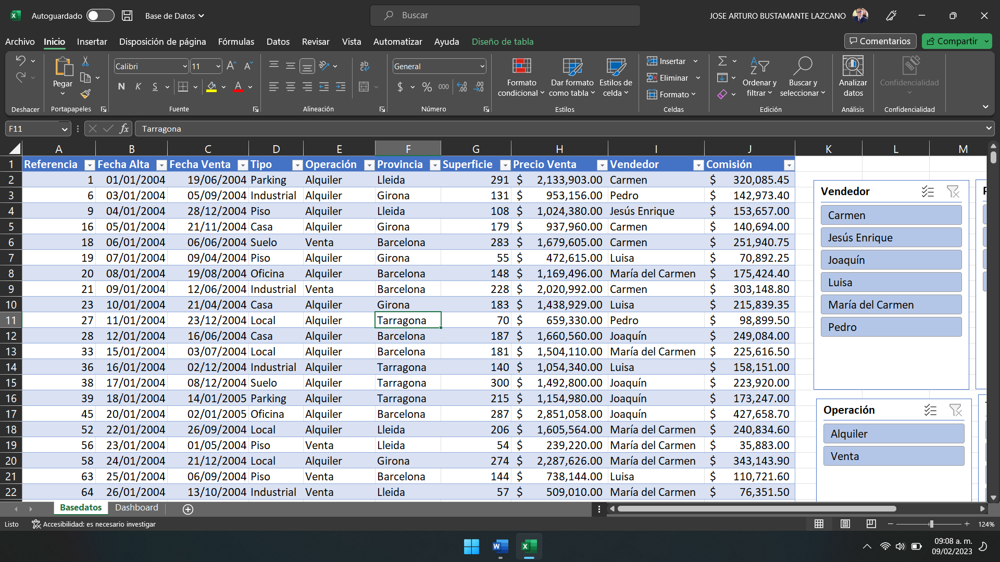 Autoguardado Base de Datos Buscar JOSE ARTURO BUSTAMANTE LAZCANO
Archivo Inicio Insertar Disposición de página Fórmulas Datos Revisar Vista Automatizar Ayuda Diseño de tabla Comentarios Compartir
Pegar
Calibri 11
N K S
ab
General
$ % 000
Formato condicional
Dar formato como tabla
Estilos de celda
Insertar
Eliminar
Formato
Ordenar y filtrar
Buscar y seleccionar
Analizar datos
Confidencialidad
Deshacer Portapapeles Fuente Alineación Número Estilos Celdas Edición Análisis Confidencialidad
F11 fx Tarragona
A B C D E F G H I J K L M
1 Referencia Fecha Alta Fecha Venta Tipo Operación Provincia Superficie Precio Venta Vendedor Comisión
2 1 01/01/2004 19/06/2004 Parking Alquiler Lleida 291 $ 2,133,903.00 Carmen $ 320,085.45
3 6 03/01/2004 05/09/2004 Industrial Alquiler Girona 131 $ 953,156.00 Pedro $ 142,973.40
4 9 04/01/2004 28/12/2004 Piso Alquiler Lleida 108 $ 1,024,380.00 Jesús Enrique $ 153,657.00
5 16 05/01/2004 21/11/2004 Casa Alquiler Girona 179 $ 937,960.00 Carmen $ 140,694.00
6 18 06/01/2004 06/06/2004 Suelo Venta Barcelona 283 $ 1,679,605.00 Carmen $ 251,940.75
7 19 07/01/2004 09/04/2004 Piso Alquiler Girona 55 $ 472,615.00 Luisa $ 70,892.25
8 20 08/01/2004 19/08/2004 Oficina Alquiler Barcelona 148 $ 1,169,496.00 María del Carmen $ 175,424.40
9 21 09/01/2004 12/06/2004 Industrial Venta Barcelona 228 $ 2,020,992.00 Carmen $ 303,148.80
10 23 10/01/2004 21/04/2004 Casa Alquiler Girona 183 $ 1,438,929.00 Luisa $ 215,839.35
11 27 11/01/2004 23/12/2004 Local Alquiler Tarragona 70 $ 659,330.00 Pedro $ 98,899.50
12 28 12/01/2004 16/06/2004 Casa Alquiler Barcelona 187 $ 1,660,560.00 Joaquín $ 249,084.00
13 33 15/01/2004 03/07/2004 Local Alquiler Barcelona 181 $ 1,504,110.00 María del Carmen $ 225,616.50
14 36 16/01/2004 02/12/2004 Industrial Alquiler Tarragona 140 $ 1,054,340.00 Luisa $ 158,151.00
15 38 17/01/2004 08/12/2004 Suelo Alquiler Tarragona 300 $ 1,492,800.00 Joaquín $ 223,920.00
16 39 18/01/2004 14/01/2005 Parking Alquiler Tarragona 215 $ 1,154,980.00 Joaquín $ 173,247.00
17 45 20/01/2004 02/01/2005 Oficina Alquiler Barcelona 287 $ 2,851,058.00 Joaquín $ 427,658.70
18 52 22/01/2004 26/09/2004 Local Alquiler Lleida 206 $ 1,605,564.00 María del Carmen $ 240,834.60
19 56 23/01/2004 01/05/2004 Piso Venta Lleida 54 $ 239,220.00 María del Carmen $ 35,883.00
20 58 24/01/2004 21/12/2004 Local Alquiler Girona 274 $ 2,287,626.00 María del Carmen $ 343,143.90
21 63 25/01/2004 06/09/2004 Piso Venta Barcelona 144 $ 738,144.00 Luisa $ 110,721.60
22 64 26/01/2004 13/10/2004 Industrial Venta Lleida 57 $ 509,010.00 María del Carmen $ 76,351.50
Vendedor
Carmen
Jesús Enrique
Joaquín
Luisa
María del Carmen
Pedro
Operación
Alquiler
Venta
Basedatos Dashboard
Listo Accesibilidad: es necesario investigar 124%
09:08 a. m.
09/02/2023